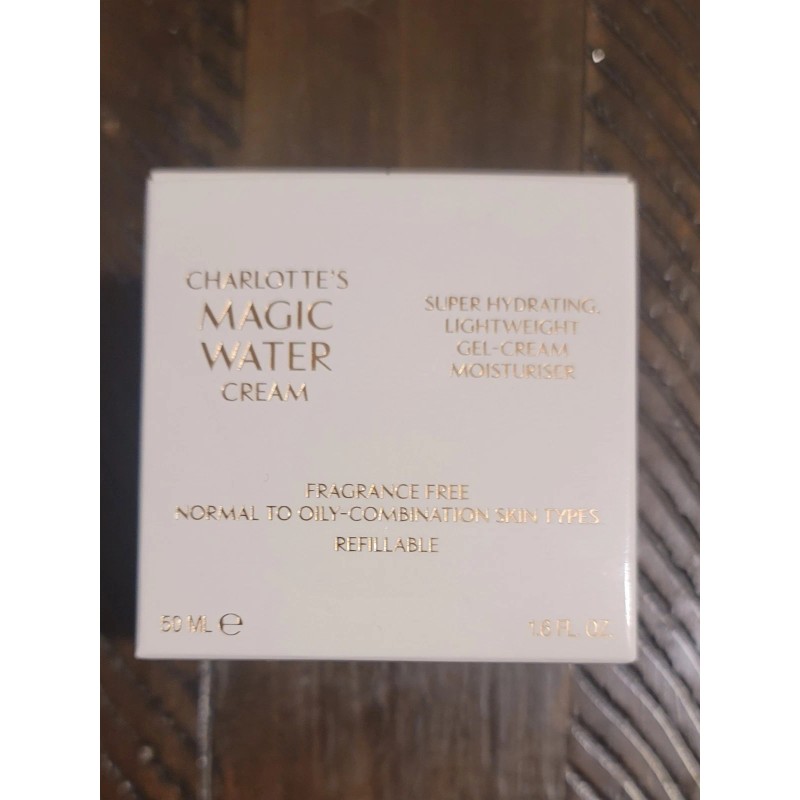 CHARLOTTE'S
MAGIC
WATER
CREAM
SUPER HYDRATING,
LIGHTWEIGHT
GEL-CREAM
MOISTURISER
FRAGRANCE FREE
NORMAL TO OILY-COMBINATION SKIN TYPES
REFILLABLE
50 ML ℮
1.6 FL. OZ.